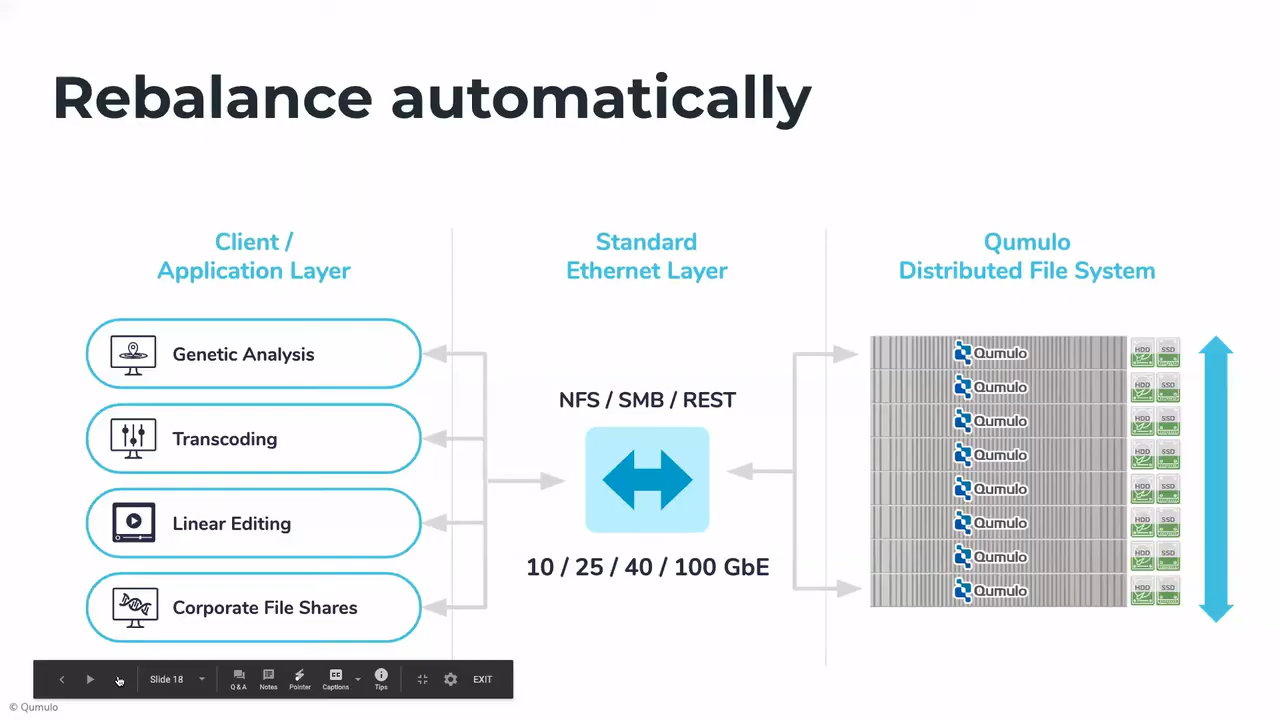 Rebalance automatically
Client /
Application Layer
Standard
Ethernet Layer
Qumulo
Distributed File System
Genetic Analysis
Transcoding
Linear Editing
Corporate File Shares
NFS / SMB / REST
10 / 25 / 40 / 100 GbE
Qumulo HDD SSD
Qumulo HDD SSD
Qumulo HDD SSD
Qumulo HDD SSD
Qumulo HDD SSD
Qumulo HDD SSD
Qumulo HDD SSD
Qumulo HDD SSD
Slide 18
Q&A
Notes
Pointer
CC
Captions
Tips
EXIT
© Qumulo